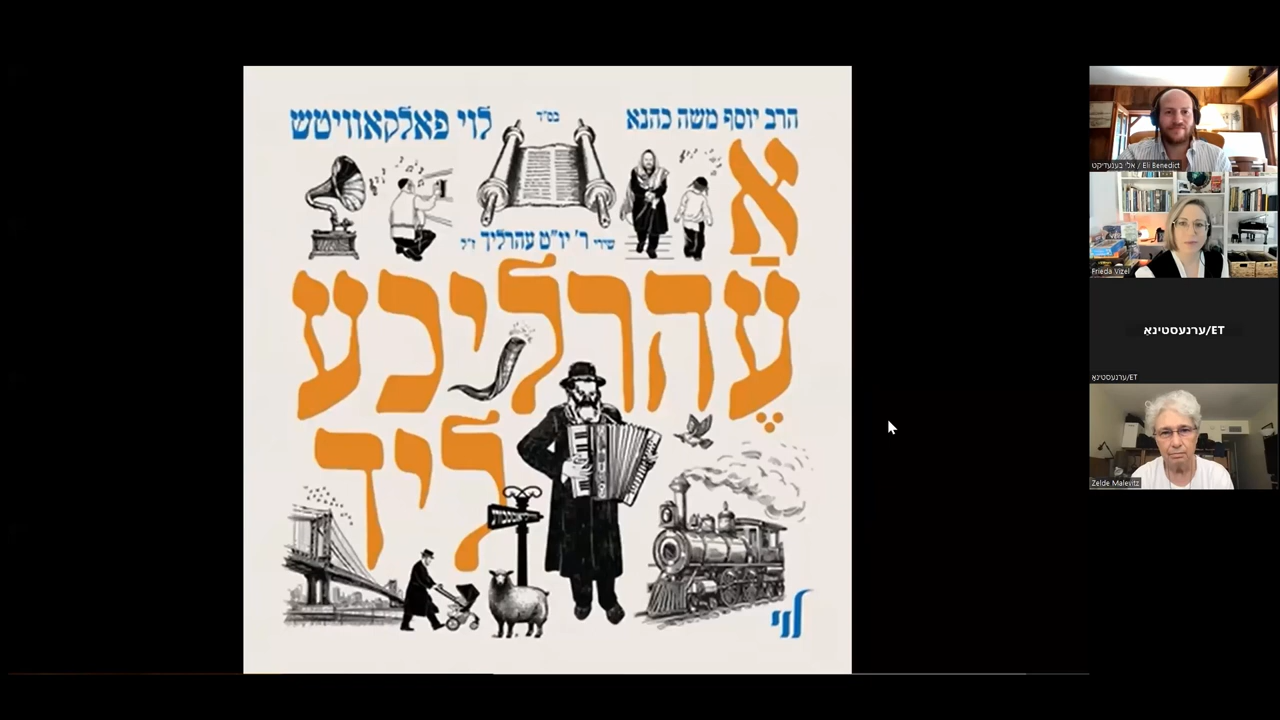 הרב יוסף משה כהנא
בס"ד
לוי פאלקאוויטש
שירי ר' יו"ט עהרליך ז"ל
אַ
עֶהרליכע
ליד
לוי
אלי בענעדיקט / Eli Benedict
Frieda Vizel
ערנעסטינאַ/ET
ערנעסטינאַ/ET
Zelde Malevitz